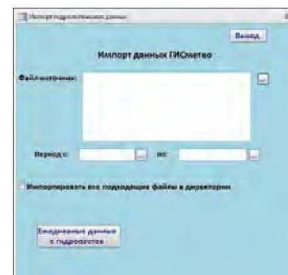 Импорт гидрологических данных
Выход
Импорт данных ГИСметео
Файл-источник:
...
Период с: ... по: ...
Импортировать все подходящие файлы в директории
Ежедневные данные
с гидропостов